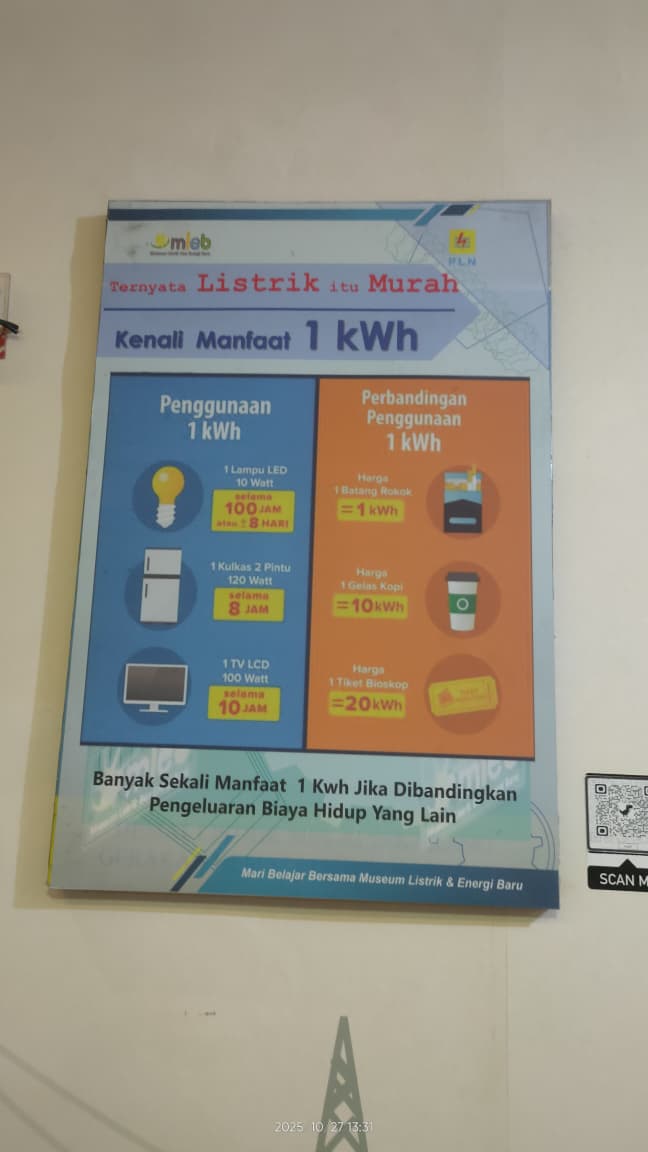 mleb
PLN
Ternyata Listrik itu Murah
Kenali Manfaat 1 kWh
Penggunaan
1 kWh
1 Lampu LED
10 Watt
selama
100 JAM
atau ± 8 HARI
1 Kulkas 2 Pintu
120 Watt
selama
8 JAM
1 TV LCD
100 Watt
selama
10 JAM
Perbandingan
Penggunaan
1 kWh
Harga
1 Batang Rokok
=1 kWh
Harga
1 Gelas Kopi
=10kWh
Harga
1 Tiket Bioskop
=20kWh
Banyak Sekali Manfaat 1 Kwh Jika Dibandingkan
Pengeluaran Biaya Hidup Yang Lain
Mari Belajar Bersama Museum Listrik & Energi Baru
SCAN M
2025 10 27 13:31